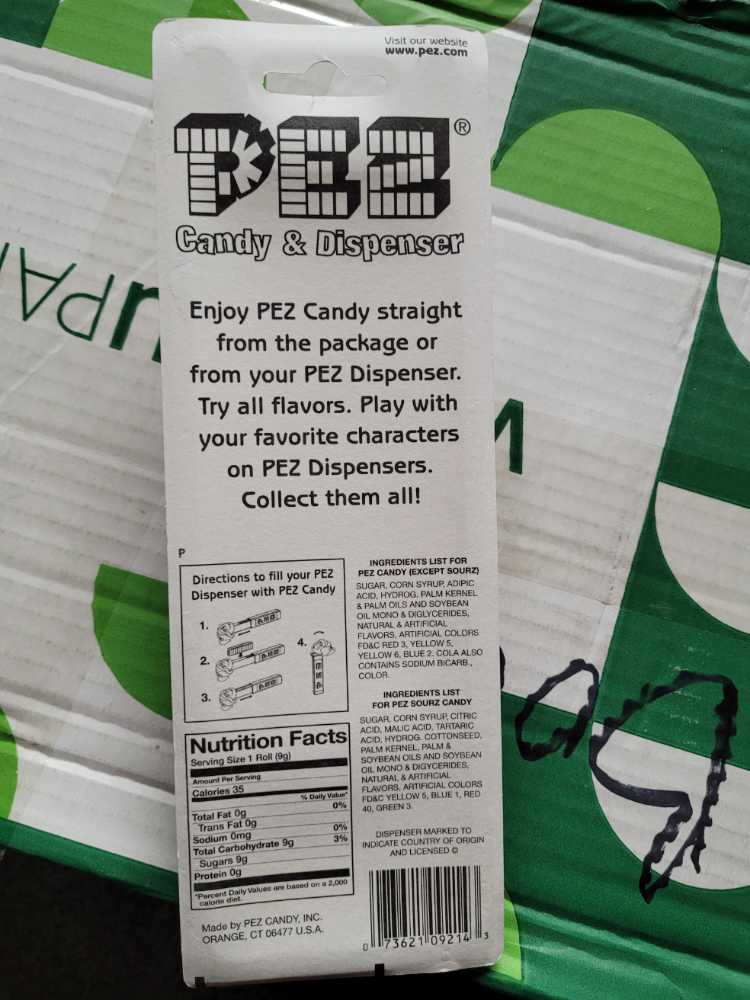 Visit our website
www.pez.com
PEZ®
Candy & Dispenser
Enjoy PEZ Candy straight
from the package or
from your PEZ Dispenser.
Try all flavors. Play with
your favorite characters
on PEZ Dispensers.
Collect them all!
P
Directions to fill your PEZ
Dispenser with PEZ Candy
1.
2.
3.
4.
INGREDIENTS LIST FOR
PEZ CANDY (EXCEPT SOURZ)
SUGAR, CORN SYRUP, ADIPIC
ACID, HYDROG. PALM KERNEL
& PALM OILS AND SOYBEAN
OIL MONO & DIGLYCERIDES,
NATURAL & ARTIFICIAL
FLAVORS, ARTIFICIAL COLORS
FD&C RED 3, YELLOW 5,
YELLOW 6, BLUE 2. COLA ALSO
CONTAINS SODIUM BICARB.,
COLOR.
INGREDIENTS LIST
FOR PEZ SOURZ CANDY
SUGAR, CORN SYRUP, CITRIC
ACID, MALIC ACID, TARTARIC
ACID, HYDROG. COTTONSEED,
PALM KERNEL, PALM &
SOYBEAN OILS AND SOYBEAN
OIL MONO & DIGYCERIDES,
NATURAL & ARTIFICIAL
FLAVORS, ARTIFICIAL COLORS
FD&C YELLOW 5, BLUE 1, RED
40, GREEN 3.
DISPENSER MARKED TO
INDICATE COUNTRY OF ORIGIN
AND LICENSED ©
Nutrition Facts
Serving Size 1 Roll (9g)
Amount Per Serving
Calories 35
% Daily Value*
Total Fat 0g 0%
Trans Fat 0g
Sodium 0mg 0%
Total Carbohydrate 9g 3%
Sugars 9g
Protein 0g
*Percent Daily Values are based on a 2,000
calorie diet.
Made by PEZ CANDY, INC.
ORANGE, CT 06477 U.S.A.
0 73621 09214 3